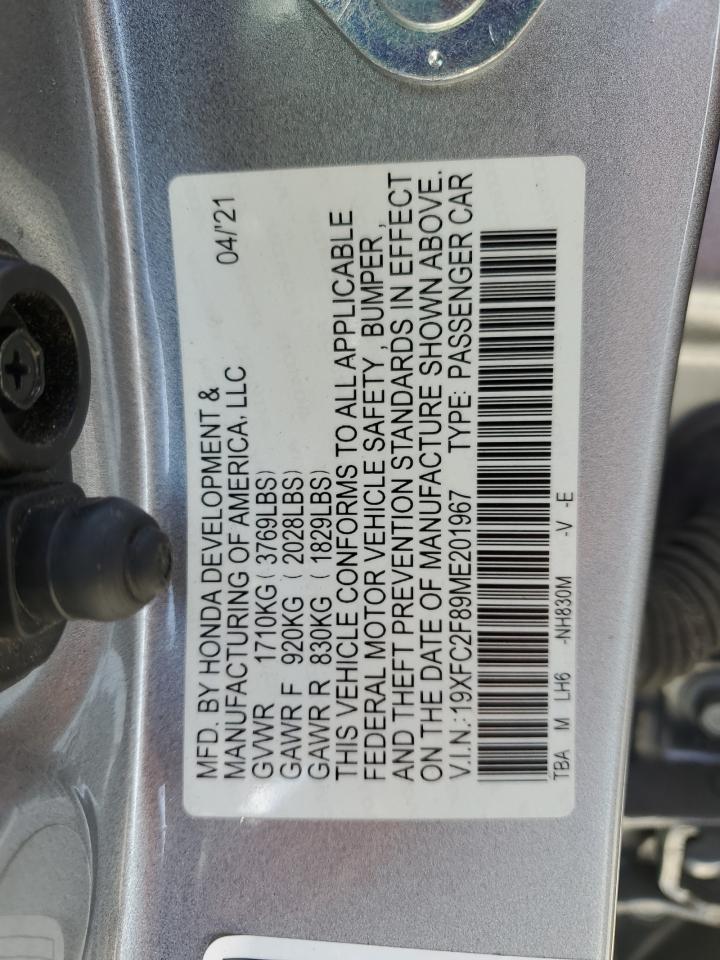 MFD. BY HONDA DEVELOPMENT &
MANUFACTURING OF AMERICA, LLC 04/'21
GVWR 1710KG ( 3769LBS)
GAWR F 920KG ( 2028LBS)
GAWR R 830KG ( 1829LBS)
THIS VEHICLE CONFORMS TO ALL APPLICABLE
FEDERAL MOTOR VEHICLE SAFETY , BUMPER ,
AND THEFT PREVENTION STANDARDS IN EFFECT
ON THE DATE OF MANUFACTURE SHOWN ABOVE.
V.I.N.:19XFC2F89ME201967 TYPE: PASSENGER CAR
TBA M LH6 -NH830M -V -E